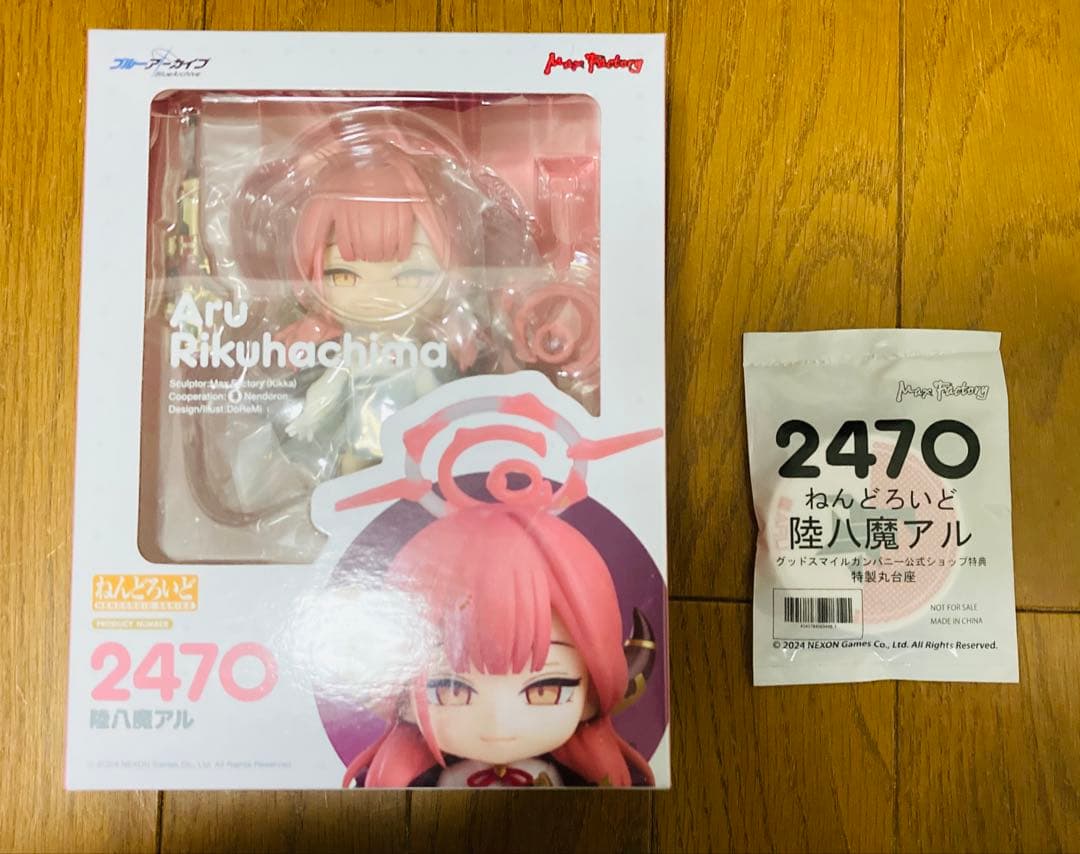 ブルーアーカイブ
BlueArchive
Max Factory
Aru
Rikuhachima
Sculptor:Max Factory (Kikka)
Cooperation: Nendoron
Design/Illust:DoReMi
ねんどろいど
NENDOROID SERIES
PRODUCT NUMBER
2470
陸八魔アル
© 2024 NEXON Games Co., Ltd. All Rights Reserved.
Max Factory
2470
ねんどろいど
陸八魔アル
グッドスマイルカンパニー公式ショップ特典
特製丸台座
NOT FOR SALE
MADE IN CHINA
© 2024 NEXON Games Co., Ltd. All Rights Reserved.